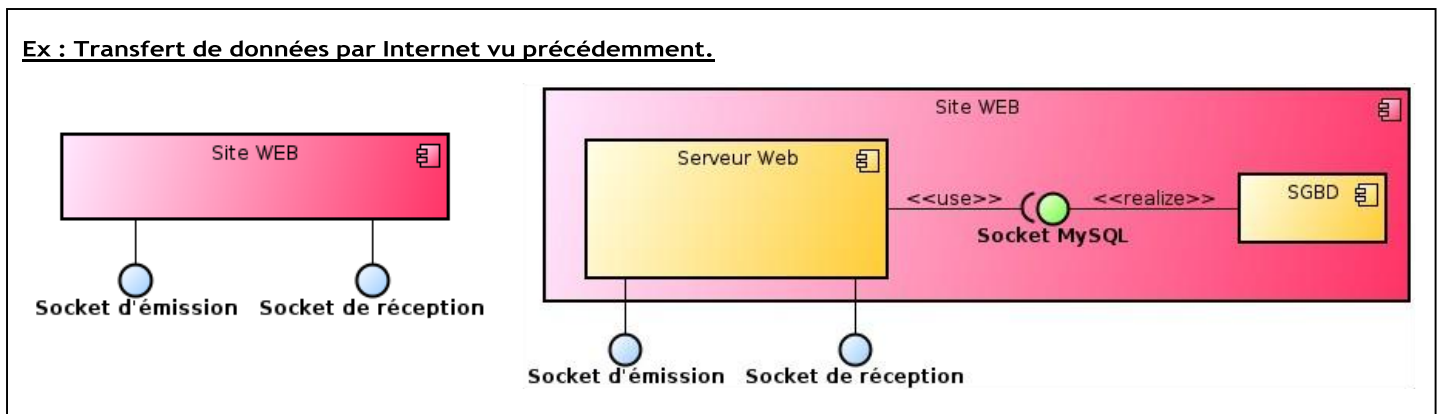 Ex : Transfert de données par Internet vu précédemment.
Site WEB
Socket d'émission Socket de réception
Site WEB
Serveur Web
<<use>>
<<realize>>
Socket MySQL
SGBD
Socket d'émission Socket de réception